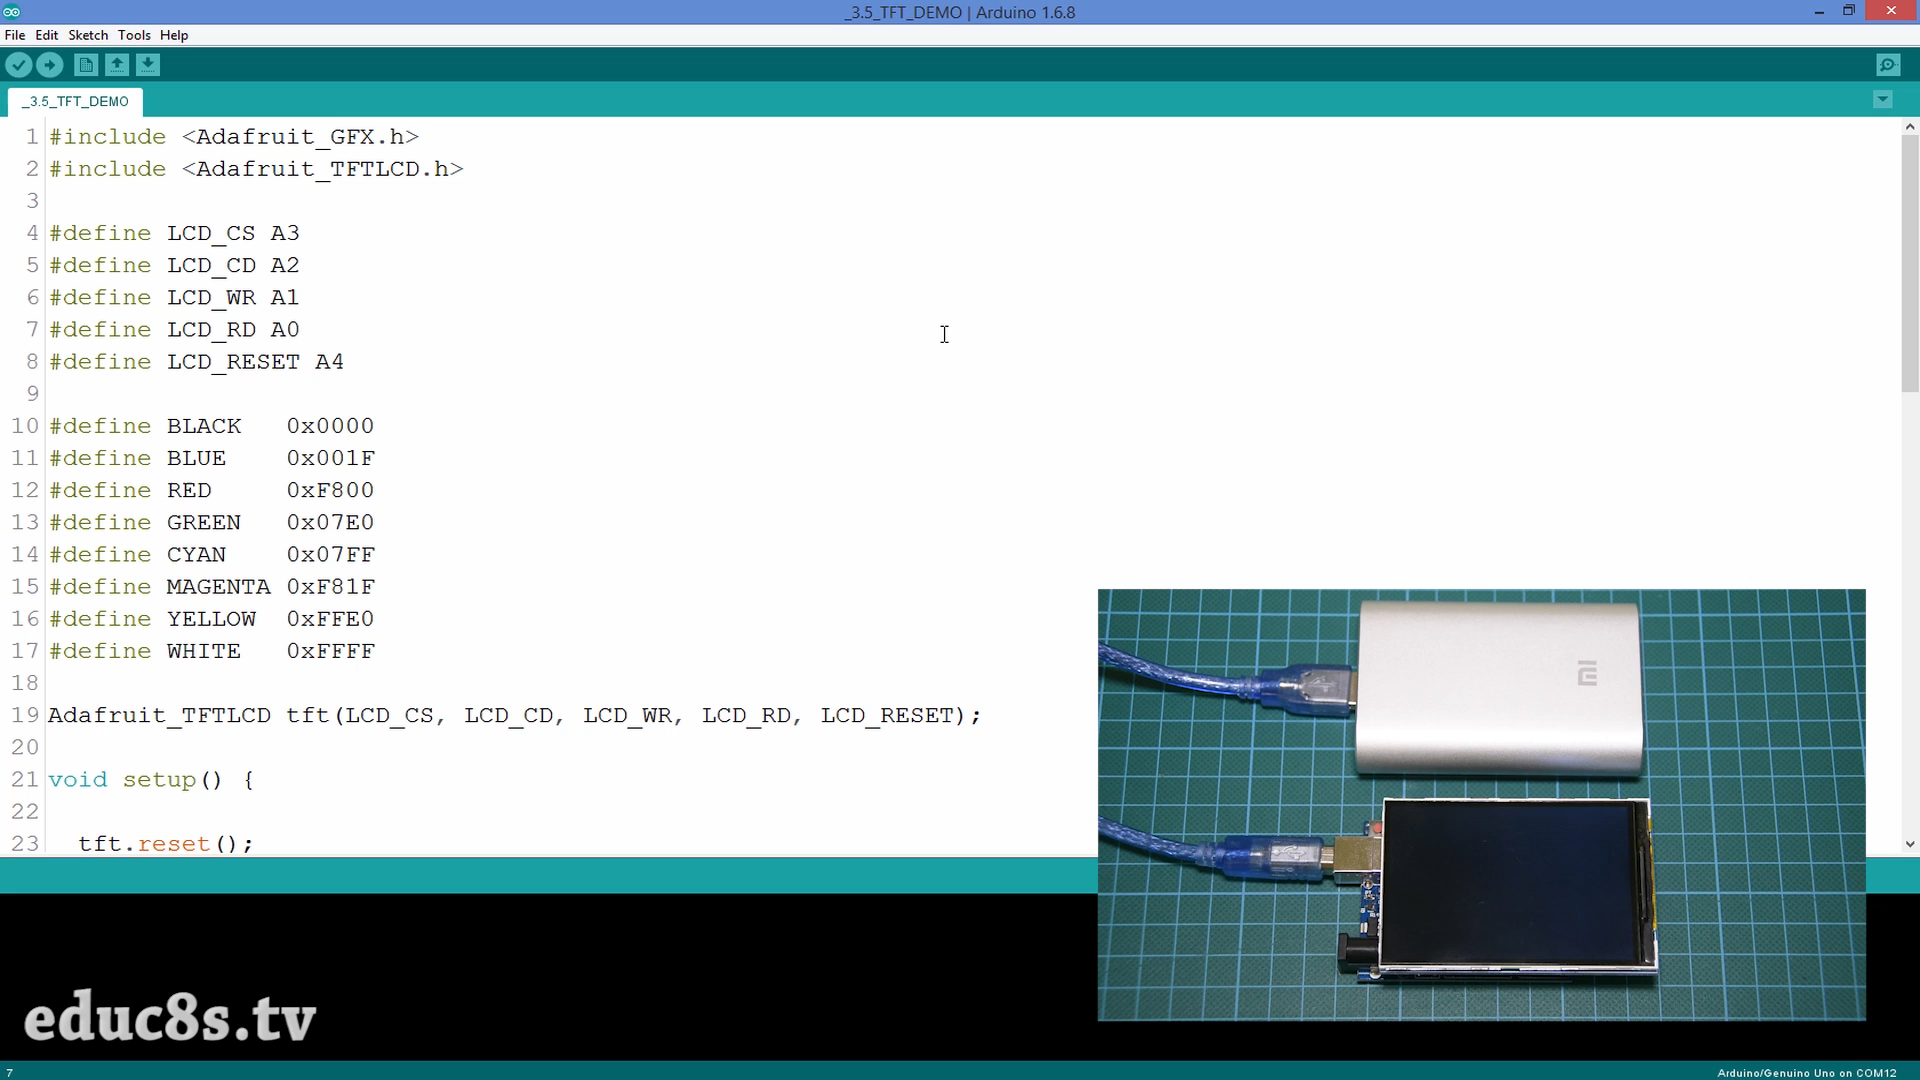 _3.5_TFT_DEMO | Arduino 1.6.8
File Edit Sketch Tools Help
_3.5_TFT_DEMO
1 #include <Adafruit_GFX.h>
2 #include <Adafruit_TFTLCD.h>
3
4 #define LCD_CS A3
5 #define LCD_CD A2
6 #define LCD_WR A1
7 #define LCD_RD A0
8 #define LCD_RESET A4
9
10 #define BLACK   0x0000
11 #define BLUE    0x001F
12 #define RED     0xF800
13 #define GREEN   0x07E0
14 #define CYAN    0x07FF
15 #define MAGENTA 0xF81F
16 #define YELLOW  0xFFE0
17 #define WHITE   0xFFFF
18
19 Adafruit_TFTLCD tft(LCD_CS, LCD_CD, LCD_WR, LCD_RD, LCD_RESET);
20
21 void setup() {
22
23   tft.reset();
educ8s.tv
7
Arduino/Genuino Uno on COM12